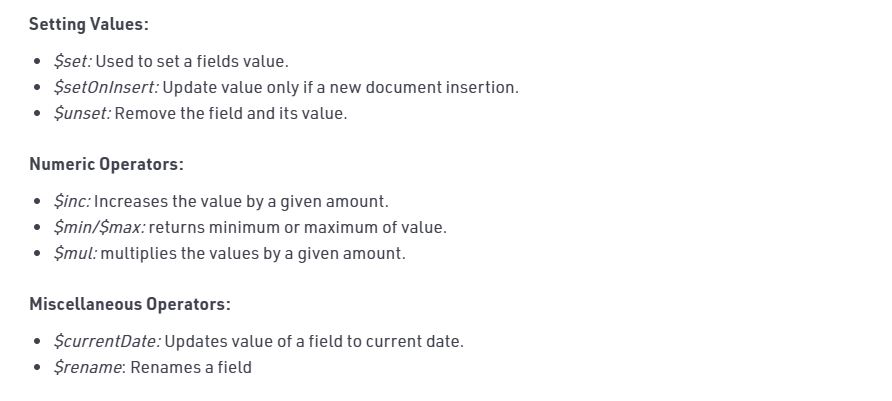 Setting Values:
• $set: Used to set a fields value.
• $setOnInsert: Update value only if a new document insertion.
• $unset: Remove the field and its value.
Numeric Operators:
• $inc: Increases the value by a given amount.
• $min/$max: returns minimum or maximum of value.
• $mul: multiplies the values by a given amount.
Miscellaneous Operators:
• $currentDate: Updates value of a field to current date.
• $rename: Renames a field